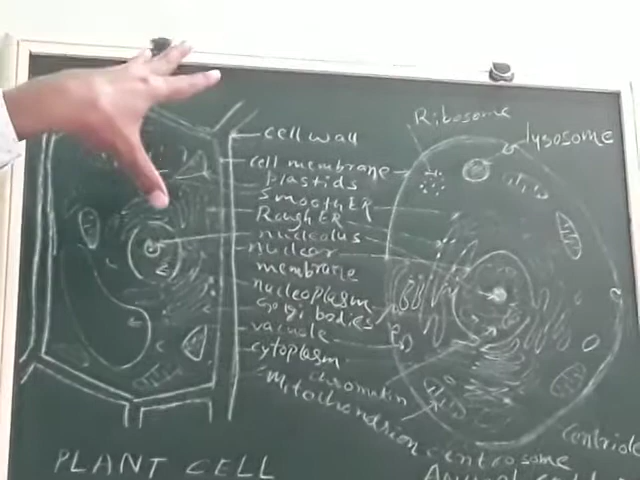 Ribosome
lysosome
cell wall
cell membrane
plastids
Smooth ER
Rough ER
nucleolus
nuclear
membrane
nucleoplasm
Golgi bodies
vacuole
cytoplasm
chromatin
Mitochondrion
centrosome
Centriole
PLANT CELL